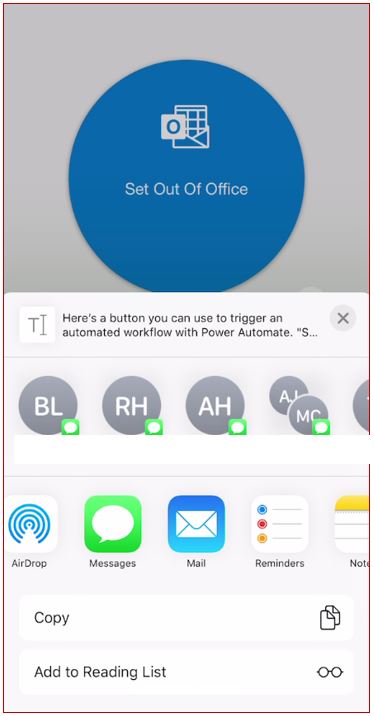 O
Set Out Of Office
T
Here's a button you can use to trigger an
automated workflow with Power Automate. "S...
BL
RH
AH
AJ
MC
AirDrop
Messages
Mail
Reminders
Note
Copy
Add to Reading List